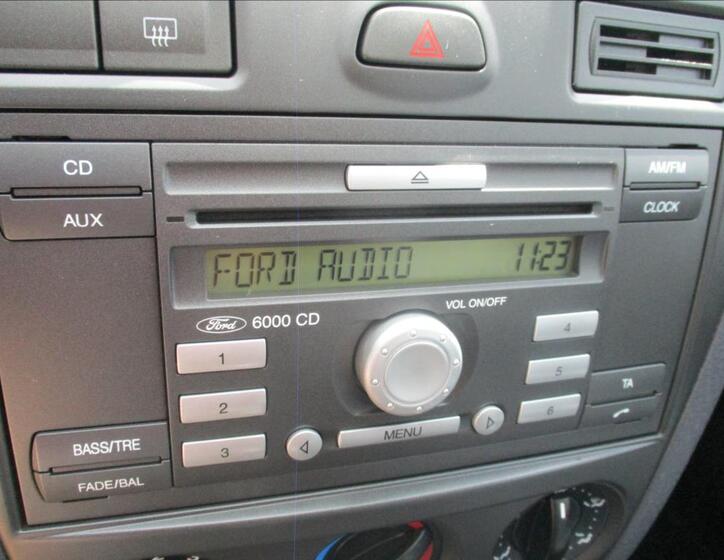 CD
AUX
AM/FM
CLOCK
FORD AUDIO 11:23
VOL ON/OFF
Ford 6000 CD
1
2
3
4
5
6
MENU
TA
BASS/TRE
FADE/BAL